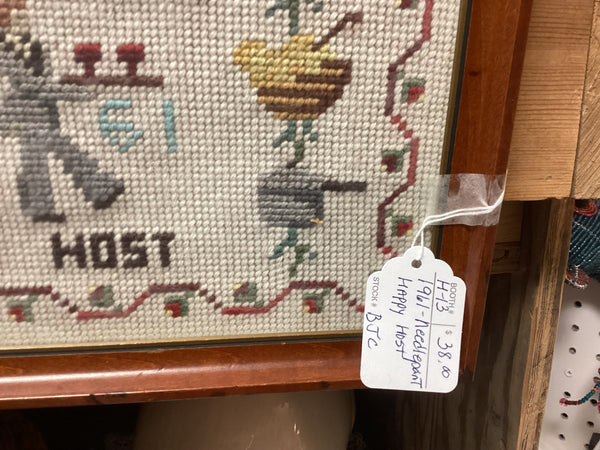 61
HOST
BOOTH# $
H-13 38.00
1961-Needlepoint
HAPPY HOST
STOCK# BJC